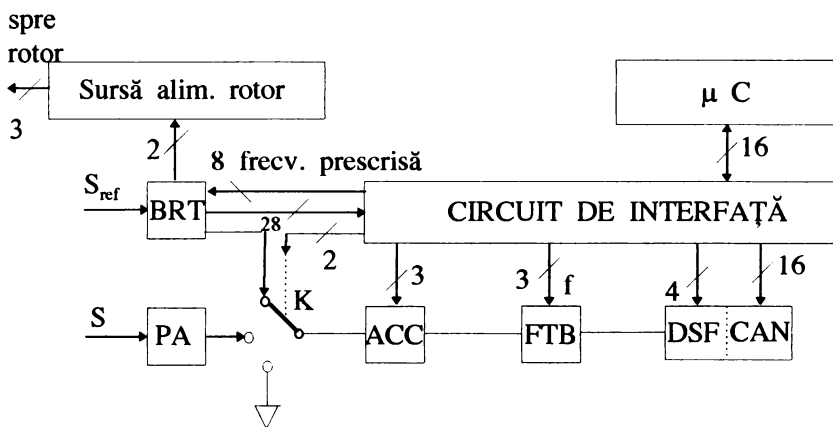 spre
rotor
Sursă alim. rotor
μ C
3
2
16
8 frecv. prescrisă
S_ref
BRT
CIRCUIT DE INTERFAȚĂ
28
2
3
3
f
4
16
K
S
PA
ACC
FTB
DSF
CAN